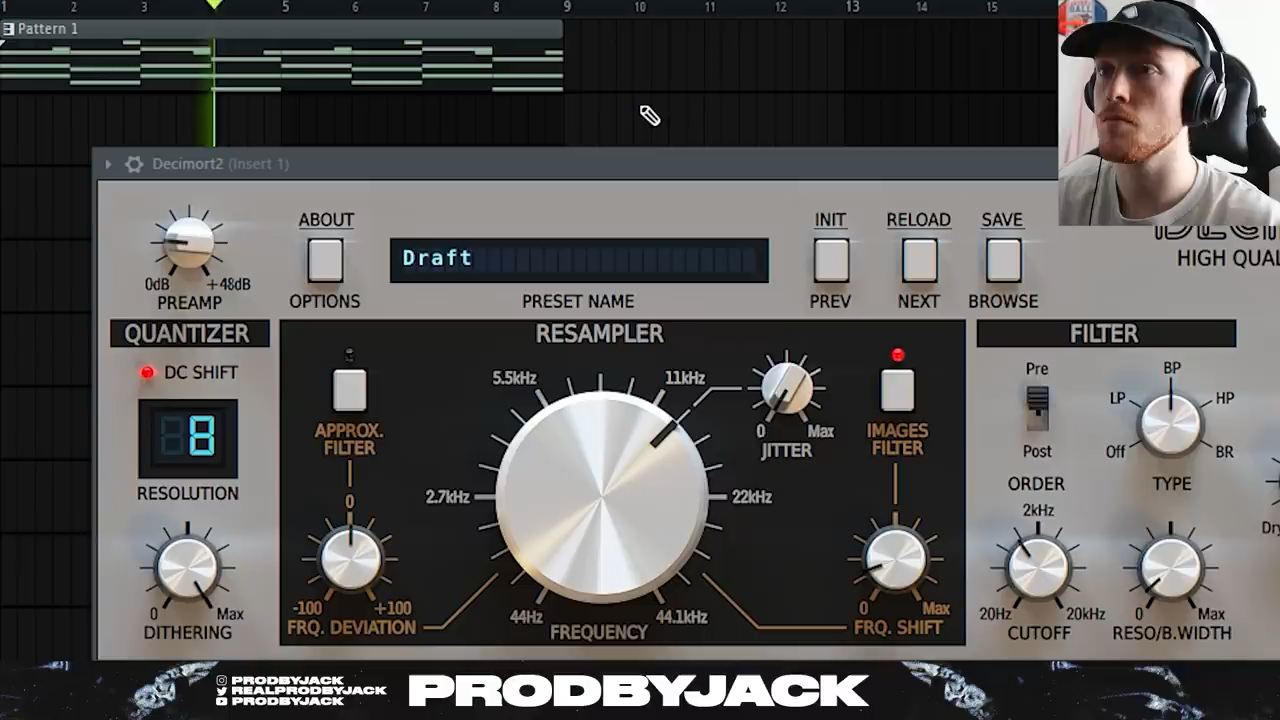 1 2 3 5 6 7 8 9 10 11 12 13 14 15
Pattern 1
Decimort2 (Insert 1)
ABOUT
INIT RELOAD SAVE
Draft
HIGH QUAL
0dB +48dB
PREAMP
OPTIONS
PRESET NAME
PREV NEXT BROWSE
QUANTIZER
RESAMPLER
FILTER
DC SHIFT
8
RESOLUTION
0 Max
DITHERING
APPROX.
FILTER
0
-100 +100
FRQ. DEVIATION
5.5kHz 11kHz
2.7kHz 22kHz
44Hz 44.1kHz
FREQUENCY
0 Max
JITTER
IMAGES
FILTER
0 Max
FRQ. SHIFT
Pre
Post
ORDER
BP
LP HP
Off BR
TYPE
2kHz
20Hz 20kHz
CUTOFF
0 Max
RESO/B.WIDTH
PRODBYJACK
REALPRODBYJACK
PRODBYJACK
PRODBYJACK